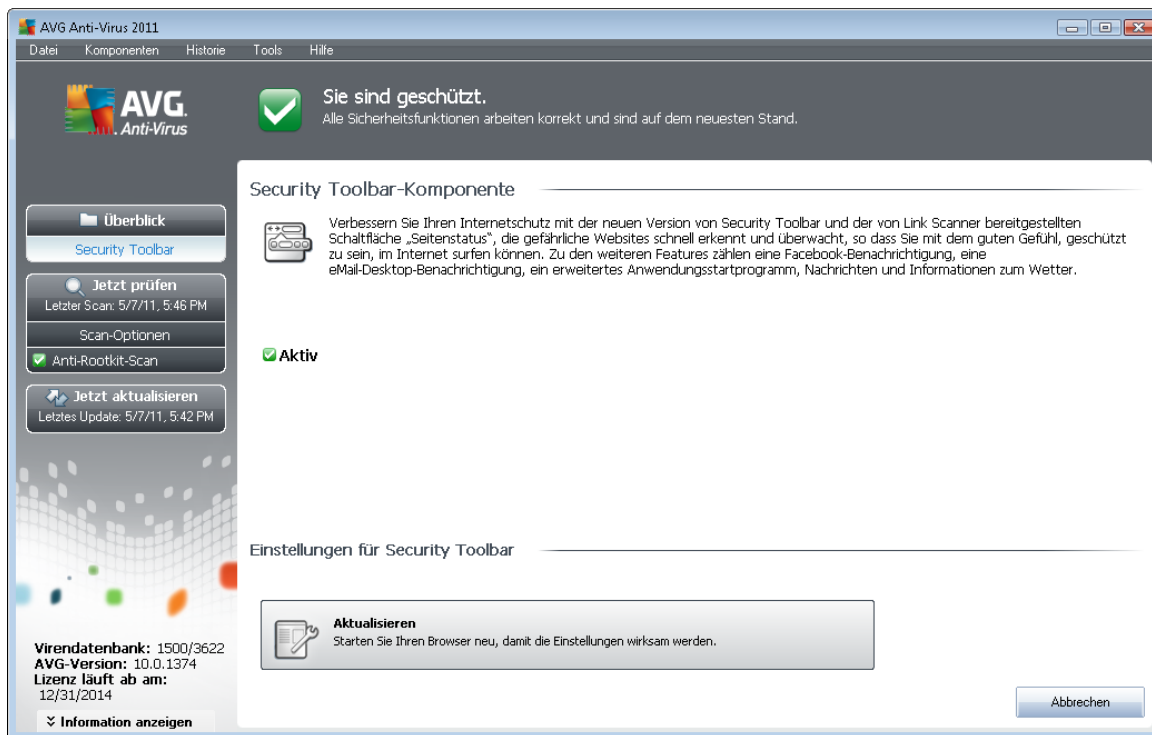 AVG Anti-Virus 2011
Datei Komponenten Historie Tools Hilfe
AVG.
Anti-Virus
Sie sind geschützt.
Alle Sicherheitsfunktionen arbeiten korrekt und sind auf dem neuesten Stand.
Überblick
Security Toolbar
Jetzt prüfen
Letzter Scan: 5/7/11, 5:46 PM
Scan-Optionen
Anti-Rootkit-Scan
Jetzt aktualisieren
Letztes Update: 5/7/11, 5:42 PM
Virendatenbank: 1500/3622
AVG-Version: 10.0.1374
Lizenz läuft ab am:
12/31/2014
Information anzeigen
Security Toolbar-Komponente
Verbessern Sie Ihren Internetschutz mit der neuen Version von Security Toolbar und der von Link Scanner bereitgestellten
Schaltfläche „Seitenstatus“, die gefährliche Websites schnell erkennt und überwacht, so dass Sie mit dem guten Gefühl, geschützt
zu sein, im Internet surfen können. Zu den weiteren Features zählen eine Facebook-Benachrichtigung, eine
eMail-Desktop-Benachrichtigung, ein erweitertes Anwendungsstartprogramm, Nachrichten und Informationen zum Wetter.
Aktiv
Einstellungen für Security Toolbar
Aktualisieren
Starten Sie Ihren Browser neu, damit die Einstellungen wirksam werden.
Abbrechen